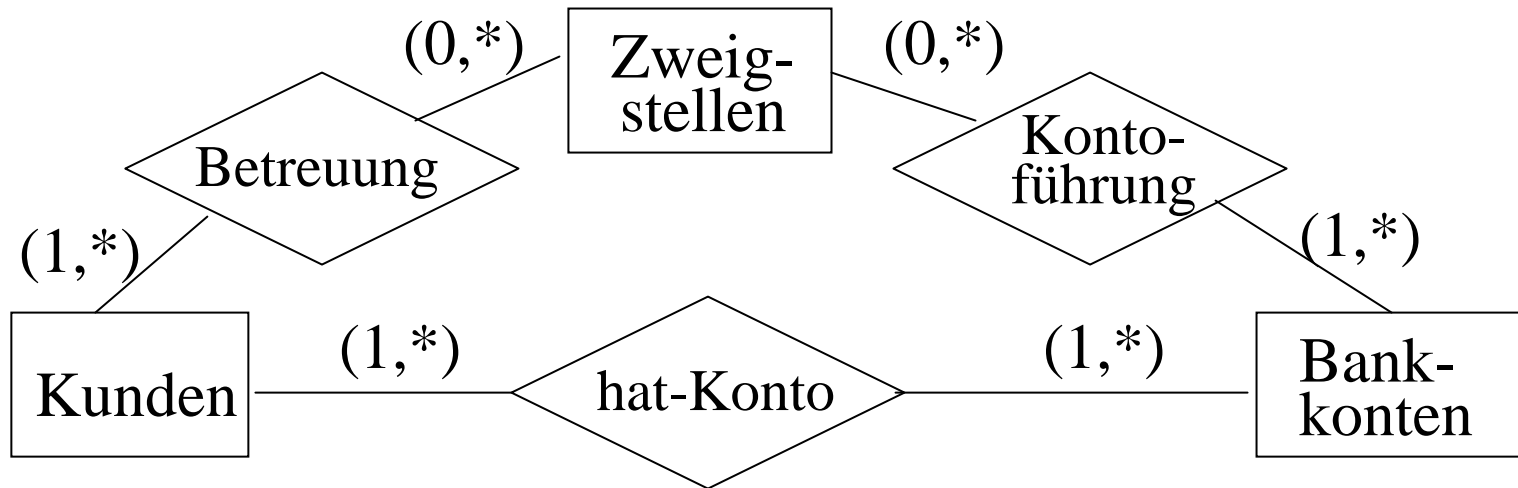 (0,*)
Zweig-
stellen
(0,*)
Betreuung
Konto-
führung
(1,*)
(1,*)
Kunden
(1,*)
hat-Konto
(1,*)
Bank-
konten